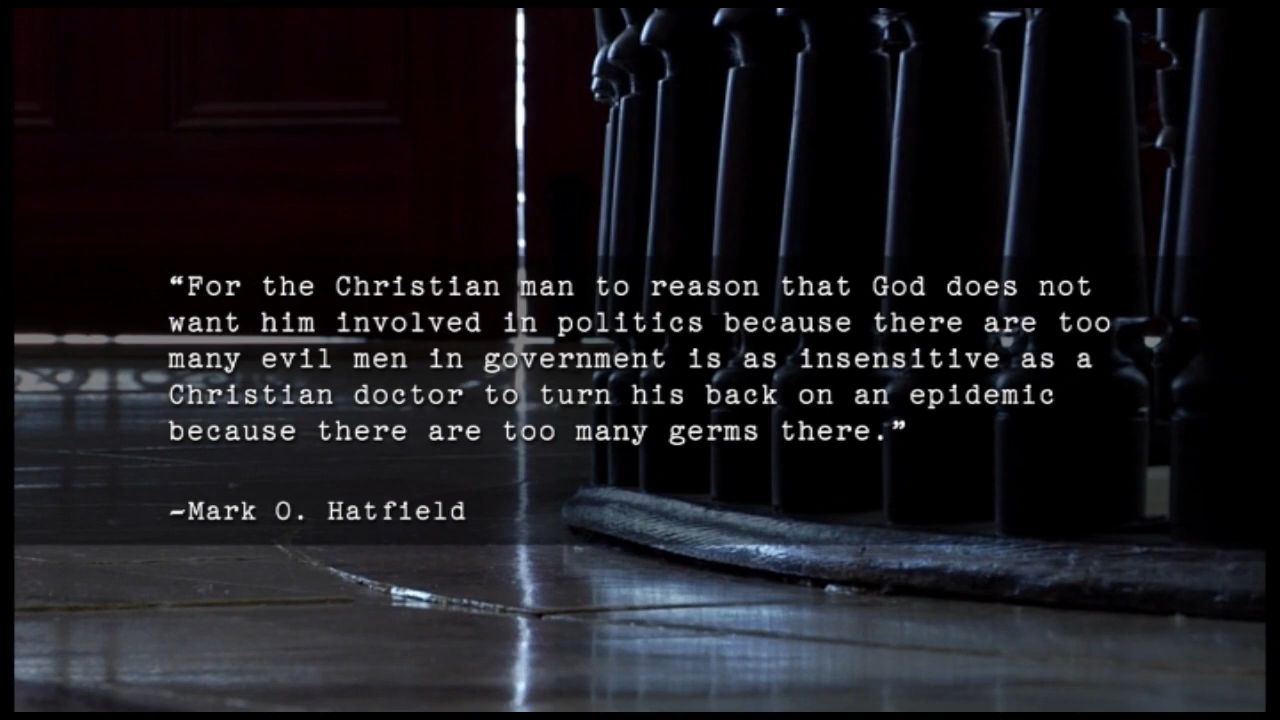 “For the Christian man to reason that God does not
want him involved in politics because there are too
many evil men in government is as insensitive as a
Christian doctor to turn his back on an epidemic
because there are too many germs there.”
~Mark O. Hatfield